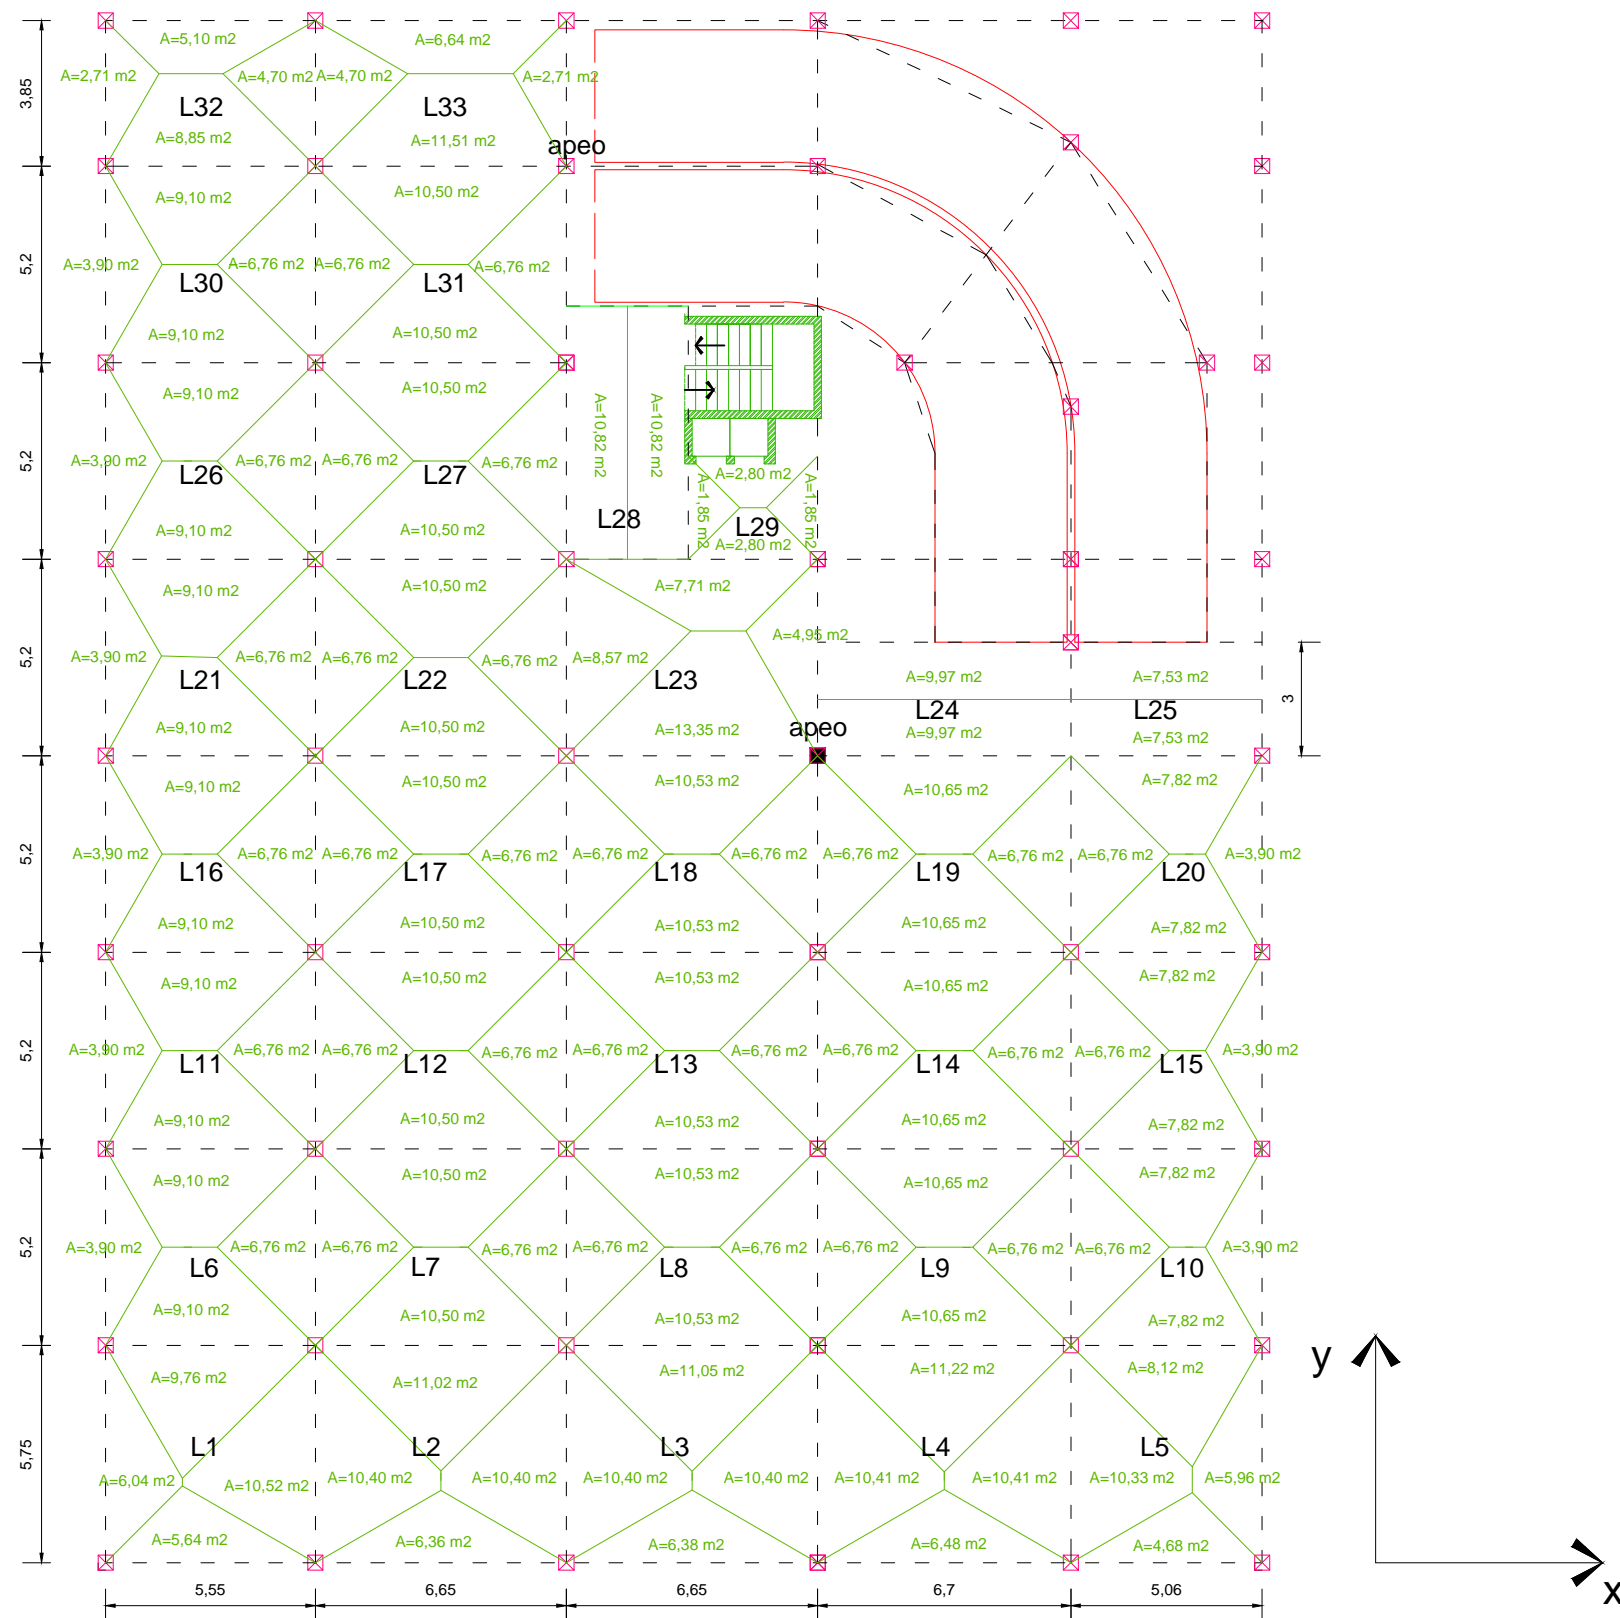 A=5,10 m2
A=6,64 m2
A=2,71 m2
A=4,70 m2
A=4,70 m2
A=2,71 m2
3,85
L32
L33
A=8,85 m2
A=11,51 m2
apeo
A=9,10 m2
A=10,50 m2
5,2
A=3,90 m2
A=6,76 m2
A=6,76 m2
A=6,76 m2
L30
L31
A=9,10 m2
A=10,50 m2
A=9,10 m2
A=10,50 m2
A=10,82 m2
A=10,82 m2
5,2
A=3,90 m2
A=6,76 m2
A=6,76 m2
A=6,76 m2
A=2,80 m2
L26
L27
A=1,85 m2
A=1,85 m2
L28
L29
A=9,10 m2
A=10,50 m2
A=2,80 m2
A=9,10 m2
A=10,50 m2
A=7,71 m2
A=4,95 m2
5,2
A=3,90 m2
A=6,76 m2
A=6,76 m2
A=6,76 m2
A=8,57 m2
L21
L22
L23
A=9,97 m2
A=7,53 m2
3
L24
L25
A=9,10 m2
A=10,50 m2
A=13,35 m2
apeo
A=9,97 m2
A=7,53 m2
A=9,10 m2
A=10,50 m2
A=10,53 m2
A=10,65 m2
A=7,82 m2
5,2
A=3,90 m2
A=6,76 m2
A=6,76 m2
A=6,76 m2
A=6,76 m2
A=6,76 m2
A=6,76 m2
A=6,76 m2
A=6,76 m2
A=3,90 m2
L16
L17
L18
L19
L20
A=9,10 m2
A=10,50 m2
A=10,53 m2
A=10,65 m2
A=7,82 m2
A=9,10 m2
A=10,50 m2
A=10,53 m2
A=10,65 m2
A=7,82 m2
5,2
A=3,90 m2
A=6,76 m2
A=6,76 m2
A=6,76 m2
A=6,76 m2
A=6,76 m2
A=6,76 m2
A=6,76 m2
A=6,76 m2
A=3,90 m2
L11
L12
L13
L14
L15
A=9,10 m2
A=10,50 m2
A=10,53 m2
A=10,65 m2
A=7,82 m2
A=9,10 m2
A=10,50 m2
A=10,53 m2
A=10,65 m2
A=7,82 m2
5,2
A=3,90 m2
A=6,76 m2
A=6,76 m2
A=6,76 m2
A=6,76 m2
A=6,76 m2
A=6,76 m2
A=6,76 m2
A=6,76 m2
A=3,90 m2
L6
L7
L8
L9
L10
A=9,10 m2
A=10,50 m2
A=10,53 m2
A=10,65 m2
A=7,82 m2
A=9,76 m2
A=11,02 m2
A=11,05 m2
A=11,22 m2
A=8,12 m2
y
5,75
L1
L2
L3
L4
L5
A=6,04 m2
A=10,52 m2
A=10,40 m2
A=10,40 m2
A=10,40 m2
A=10,40 m2
A=10,41 m2
A=10,41 m2
A=10,33 m2
A=5,96 m2
A=5,64 m2
A=6,36 m2
A=6,38 m2
A=6,48 m2
A=4,68 m2
5,55
6,65
6,65
6,7
5,06
x